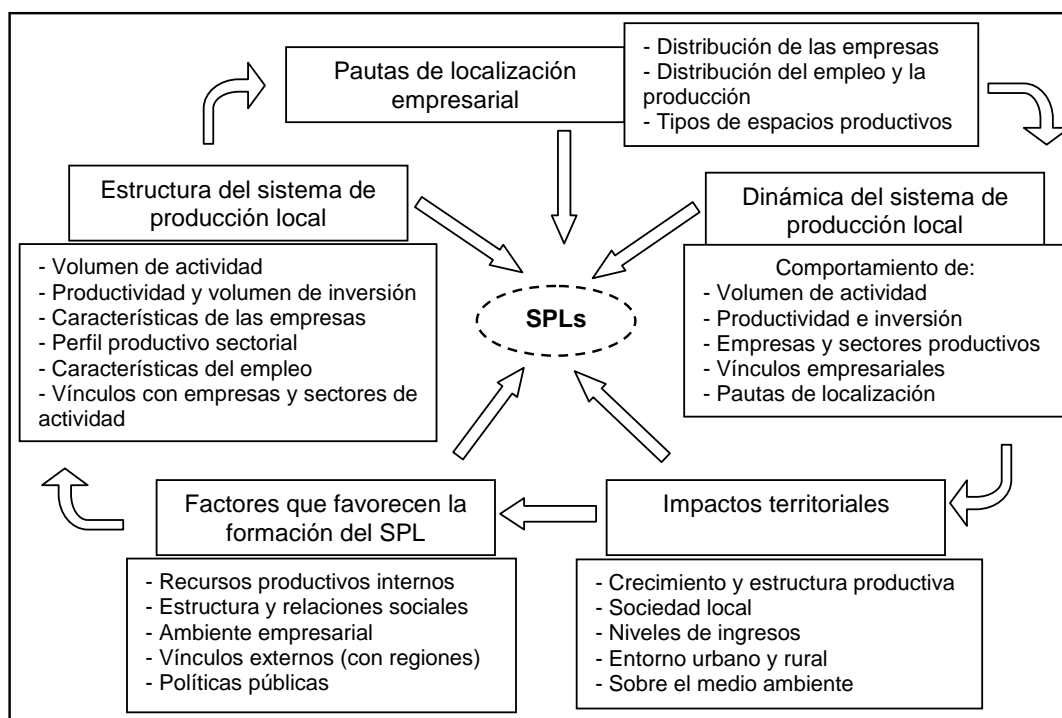 Pautas de localización
empresarial
- Distribución de las empresas
- Distribución del empleo y la
producción
- Tipos de espacios productivos
Estructura del sistema de
producción local
- Volumen de actividad
- Productividad y volumen de inversión
- Características de las empresas
- Perfil productivo sectorial
- Características del empleo
- Vínculos con empresas y sectores de
actividad
SPLs
Dinámica del sistema de
producción local
Comportamiento de:
- Volumen de actividad
- Productividad e inversión
- Empresas y sectores productivos
- Vínculos empresariales
- Pautas de localización
Factores que favorecen la
formación del SPL
- Recursos productivos internos
- Estructura y relaciones sociales
- Ambiente empresarial
- Vínculos externos (con regiones)
- Políticas públicas
Impactos territoriales
- Crecimiento y estructura productiva
- Sociedad local
- Niveles de ingresos
- Entorno urbano y rural
- Sobre el medio ambiente